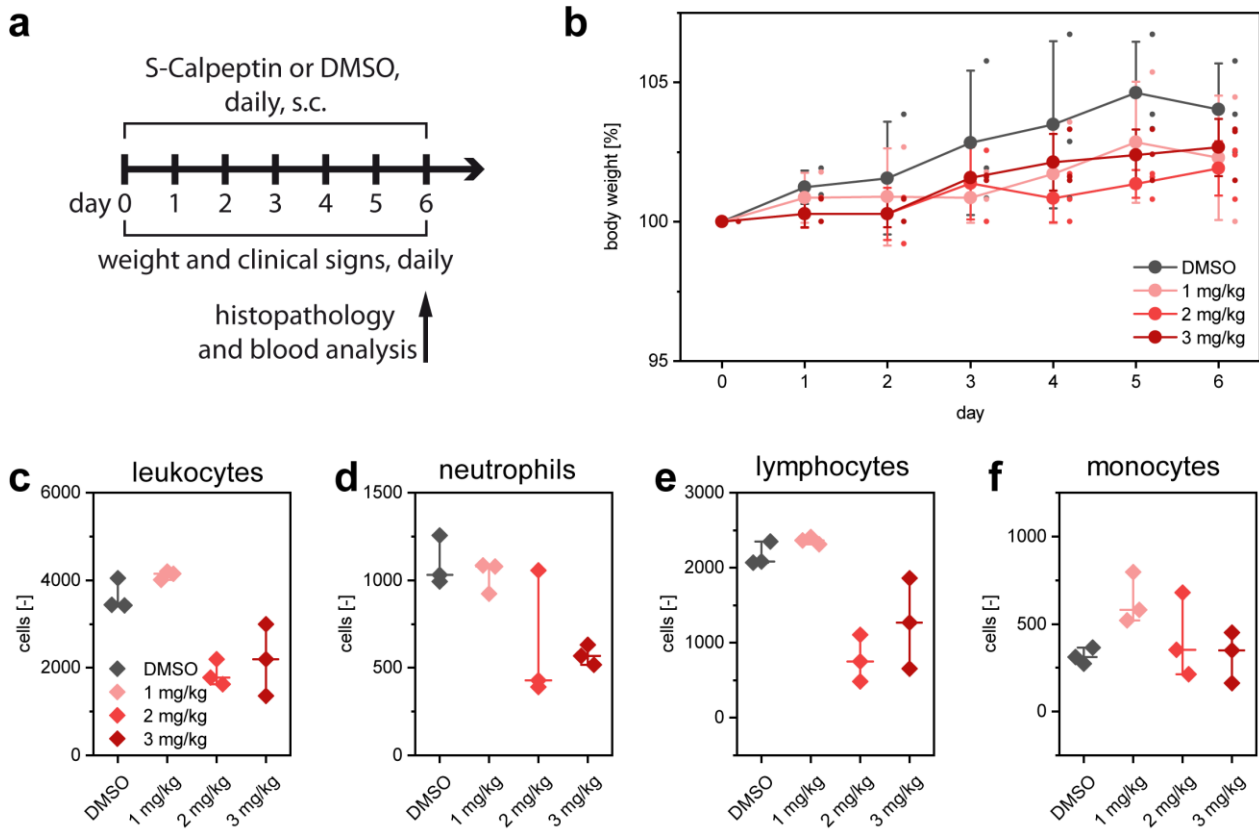 a
S-Calpeptin or DMSO,
daily, s.c.
day 0 1 2 3 4 5 6
weight and clinical signs, daily
histopathology
and blood analysis
b
body weight [%]
105
100
95
DMSO
1 mg/kg
2 mg/kg
3 mg/kg
0 1 2 3 4 5 6
day
c
leukocytes
cells [-]
6000
4000
2000
0
DMSO
1 mg/kg
2 mg/kg
3 mg/kg
DMSO 1 mg/kg 2 mg/kg 3 mg/kg
d
neutrophils
cells [-]
1500
1000
500
0
DMSO 1 mg/kg 2 mg/kg 3 mg/kg
e
lymphocytes
cells [-]
3000
2000
1000
0
DMSO 1 mg/kg 2 mg/kg 3 mg/kg
f
monocytes
cells [-]
1000
500
0
DMSO 1 mg/kg 2 mg/kg 3 mg/kg